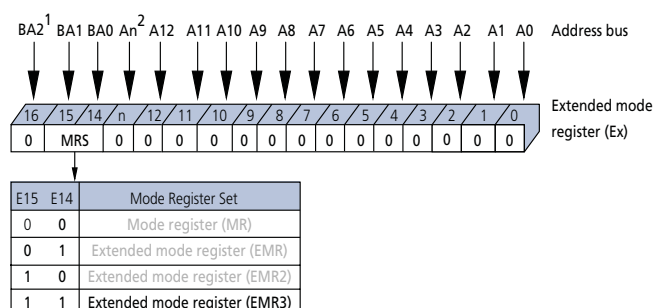 BA2¹ BA1 BA0 An² A12 A11 A10 A9 A8 A7 A6 A5 A4 A3 A2 A1 A0 Address bus
16 15 14 n 12 11 10 9 8 7 6 5 4 3 2 1 0 Extended mode
0 MRS 0 0 0 0 0 0 0 0 0 0 0 0 0 0 register (Ex)
E15 E14 Mode Register Set
0 0 Mode register (MR)
0 1 Extended mode register (EMR)
1 0 Extended mode register (EMR2)
1 1 Extended mode register (EMR3)